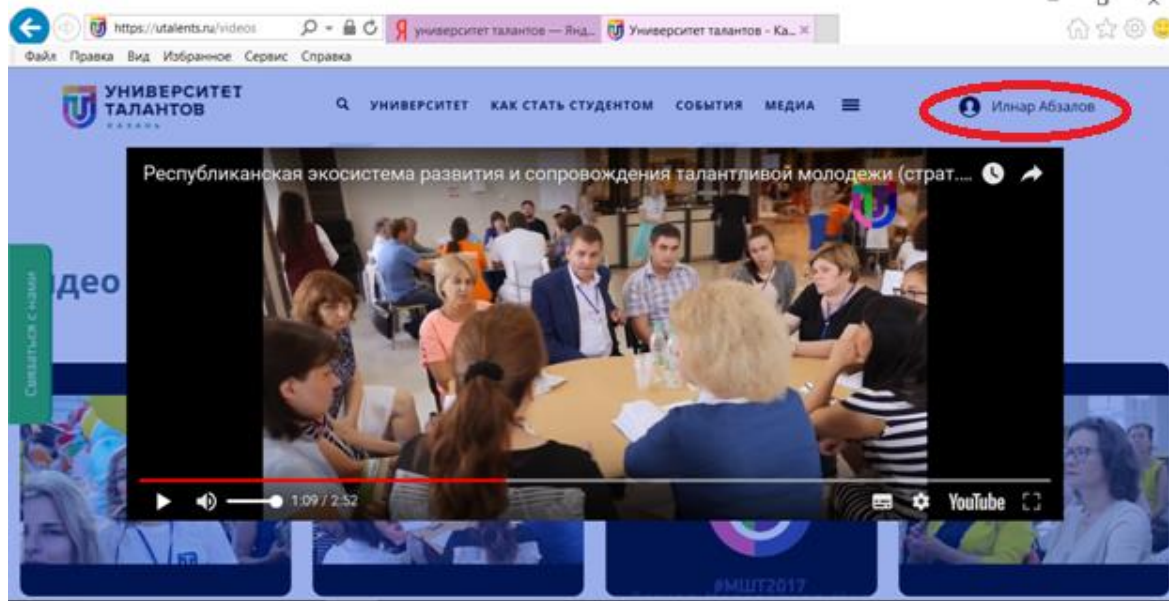 https://utalents.ru/videos
университет талантов — Янд...
Университет талантов - Ка...
Файл Правка Вид Избранное Сервис Справка
УНИВЕРСИТЕТ
ТАЛАНТОВ
КАЗАНЬ
УНИВЕРСИТЕТ КАК СТАТЬ СТУДЕНТОМ СОБЫТИЯ МЕДИА
Илнар Абзалов
Республиканская экосистема развития и сопровождения талантливой молодежи (страт....
део
Связаться с нами
1:09 / 2:52
YouTube
#МШТ2017